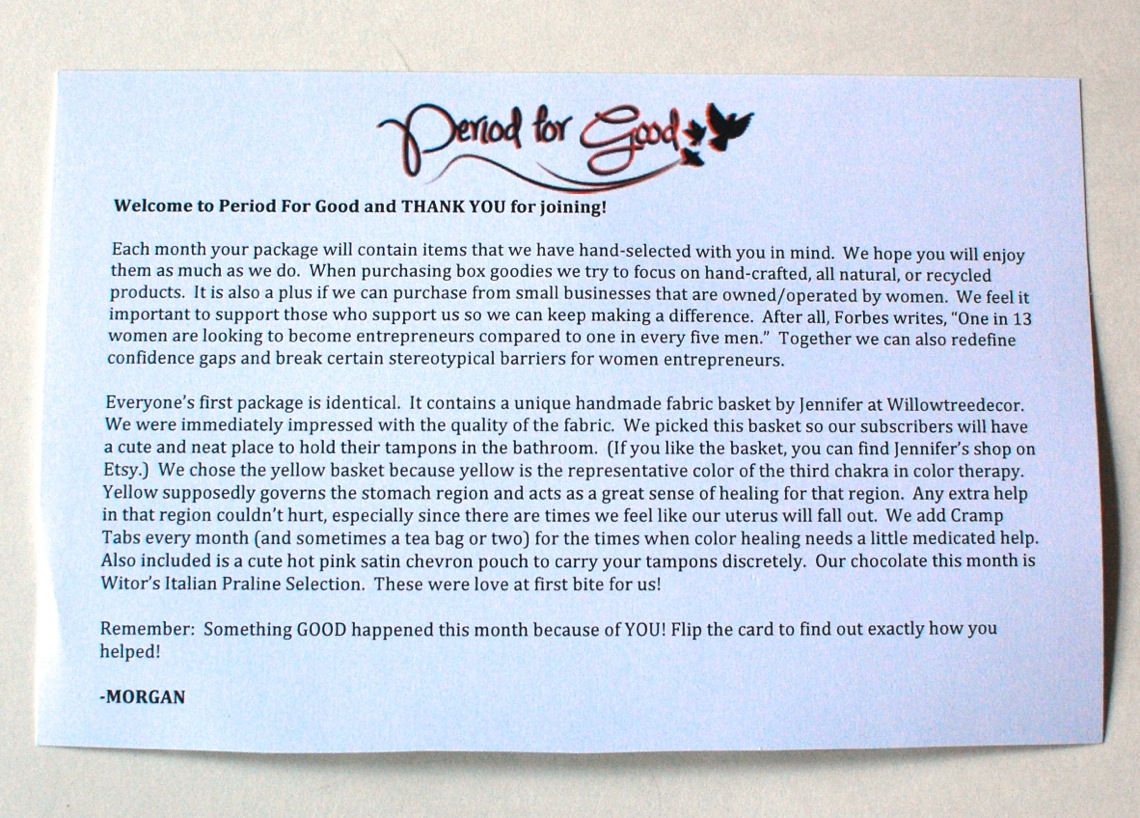 Period for Good
Welcome to Period For Good and THANK YOU for joining!
Each month your package will contain items that we have hand-selected with you in mind.  We hope you will enjoy
them as much as we do.  When purchasing box goodies we try to focus on hand-crafted, all natural, or recycled
products.  It is also a plus if we can purchase from small businesses that are owned/operated by women.  We feel it
important to support those who support us so we can keep making a difference.  After all, Forbes writes, “One in 13
women are looking to become entrepreneurs compared to one in every five men.”  Together we can also redefine
confidence gaps and break certain stereotypical barriers for women entrepreneurs.
Everyone’s first package is identical.  It contains a unique handmade fabric basket by Jennifer at Willowtreedecor.
We were immediately impressed with the quality of the fabric.  We picked this basket so our subscribers will have
a cute and neat place to hold their tampons in the bathroom.  (If you like the basket, you can find Jennifer’s shop on
Etsy.)  We chose the yellow basket because yellow is the representative color of the third chakra in color therapy.
Yellow supposedly governs the stomach region and acts as a great sense of healing for that region.  Any extra help
in that region couldn’t hurt, especially since there are times we feel like our uterus will fall out.  We add Cramp
Tabs every month (and sometimes a tea bag or two) for the times when color healing needs a little medicated help.
Also included is a cute hot pink satin chevron pouch to carry your tampons discretely.  Our chocolate this month is
Witor’s Italian Praline Selection.  These were love at first bite for us!
Remember:  Something GOOD happened this month because of YOU! Flip the card to find out exactly how you
helped!
-MORGAN